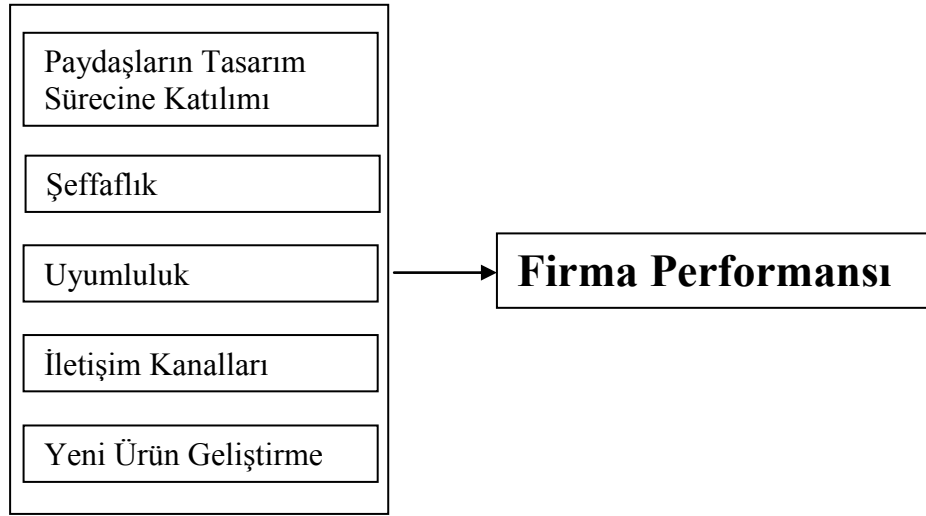 Paydaşların Tasarım
Sürecine Katılımı
Şeffaflık
Uyumluluk
İletişim Kanalları
Yeni Ürün Geliştirme
Firma Performansı